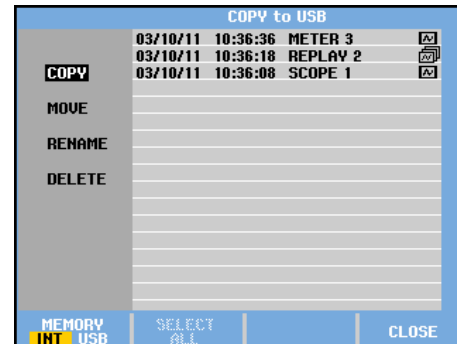 COPY to USB
03/10/11 10:36:36 METER 3
03/10/11 10:36:18 REPLAY 2
03/10/11 10:36:08 SCOPE 1
COPY
MOVE
RENAME
DELETE
MEMORY
INT USB
SELECT
ALL
CLOSE